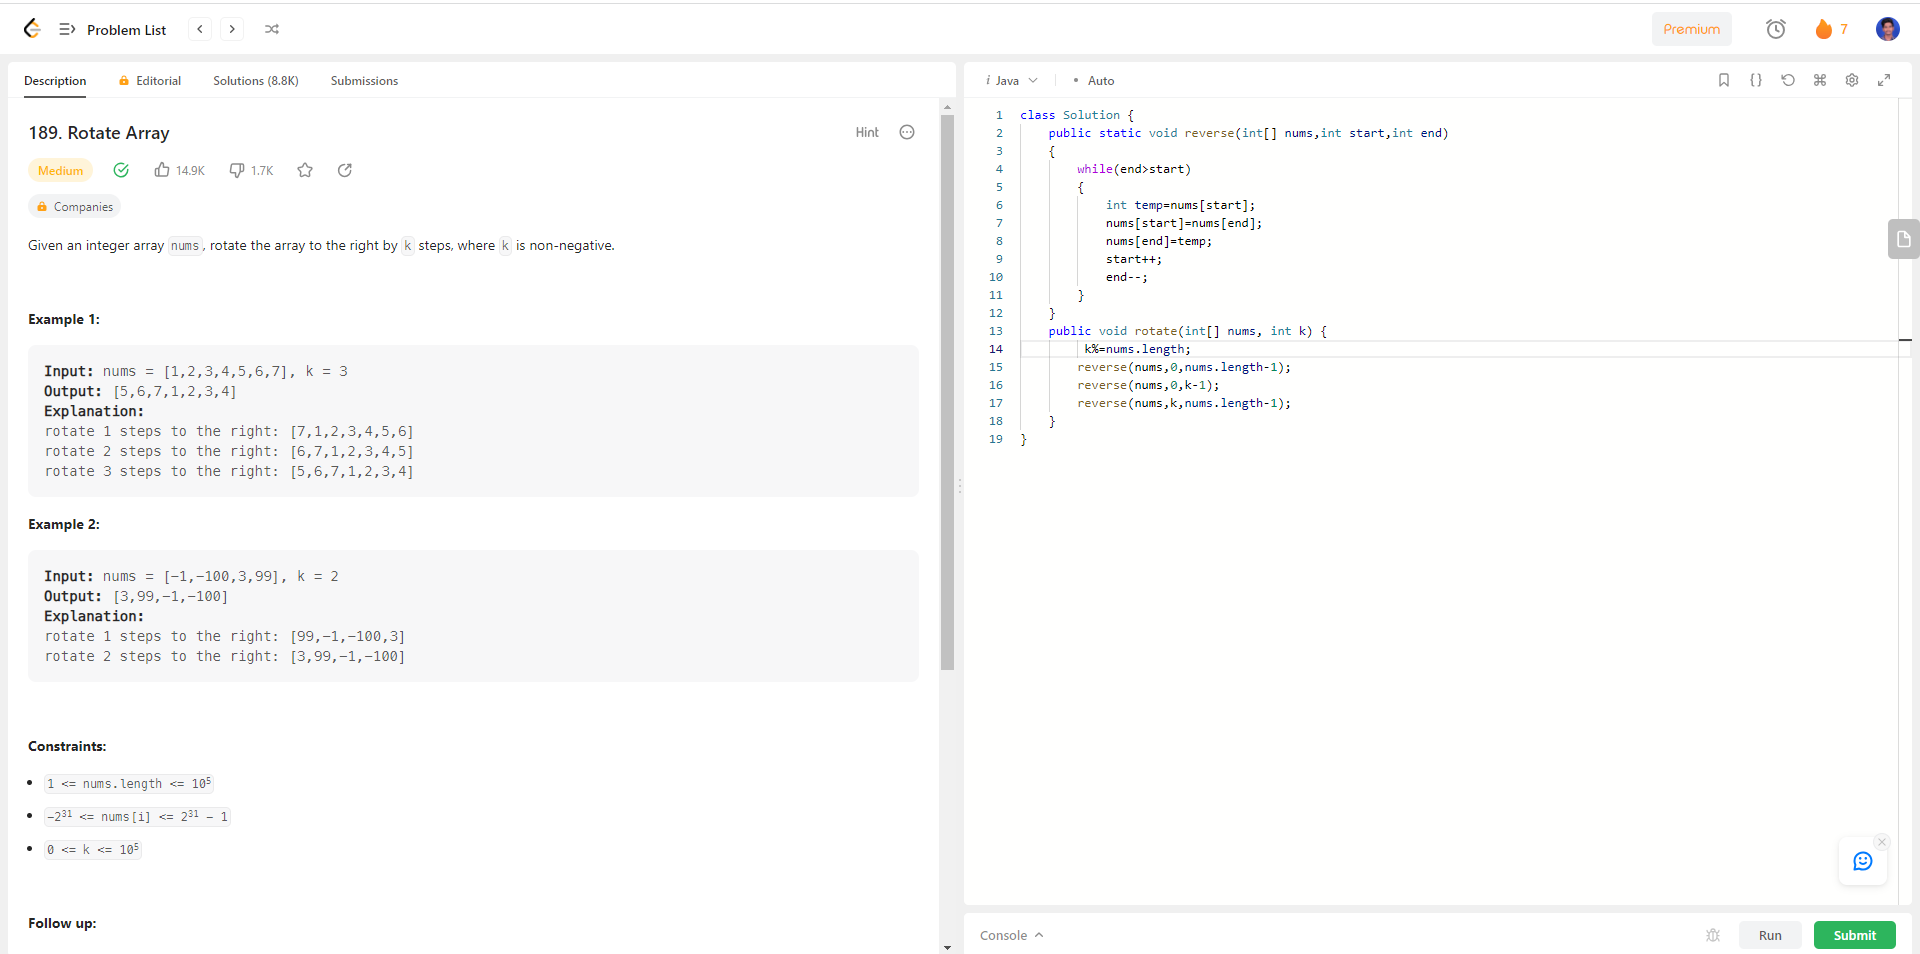 Problem List
Premium
7
Description
Editorial
Solutions (8.8K)
Submissions
189. Rotate Array
Hint
Medium
14.9K
1.7K
Companies
Given an integer array nums, rotate the array to the right by k steps, where k is non-negative.
Example 1:
Input: nums = [1,2,3,4,5,6,7], k = 3
Output: [5,6,7,1,2,3,4]
Explanation:
rotate 1 steps to the right: [7,1,2,3,4,5,6]
rotate 2 steps to the right: [6,7,1,2,3,4,5]
rotate 3 steps to the right: [5,6,7,1,2,3,4]
Example 2:
Input: nums = [-1,-100,3,99], k = 2
Output: [3,99,-1,-100]
Explanation:
rotate 1 steps to the right: [99,-1,-100,3]
rotate 2 steps to the right: [3,99,-1,-100]
Constraints:
• 1 <= nums.length <= 10⁵
• -2³¹ <= nums[i] <= 2³¹ - 1
• 0 <= k <= 10⁵
Follow up:
i Java
• Auto
1 class Solution {
2     public static void reverse(int[] nums,int start,int end)
3     {
4         while(end>start)
5         {
6             int temp=nums[start];
7             nums[start]=nums[end];
8             nums[end]=temp;
9             start++;
10             end--;
11         }
12     }
13     public void rotate(int[] nums, int k) {
14          k%=nums.length;
15         reverse(nums,0,nums.length-1);
16         reverse(nums,0,k-1);
17         reverse(nums,k,nums.length-1);
18     }
19 }
Console
Run
Submit